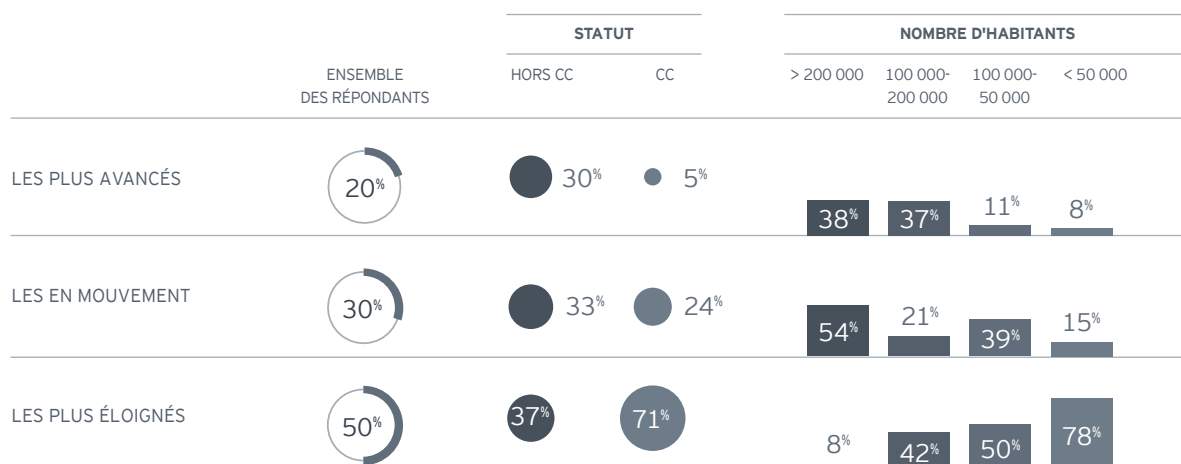 STATUT
NOMBRE D'HABITANTS
ENSEMBLE
DES RÉPONDANTS
HORS CC
CC
> 200 000
100 000-
200 000
100 000-
50 000
< 50 000
LES PLUS AVANCÉS
20%
30%
5%
38%
37%
11%
8%
LES EN MOUVEMENT
30%
33%
24%
54%
21%
39%
15%
LES PLUS ÉLOIGNÉS
50%
37%
71%
8%
42%
50%
78%